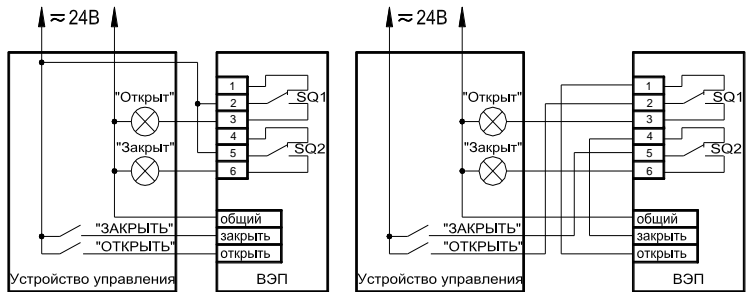 ≂24В
"Открыт"
"Закрыт"
"ЗАКРЫТЬ"
"ОТКРЫТЬ"
Устройство управления
1
2
3
4
5
6
SQ1
SQ2
общий
закрыть
открыть
ВЭП
≂24В
"Открыт"
"Закрыт"
"ЗАКРЫТЬ"
"ОТКРЫТЬ"
Устройство управления
1
2
3
4
5
6
SQ1
SQ2
общий
закрыть
открыть
ВЭП